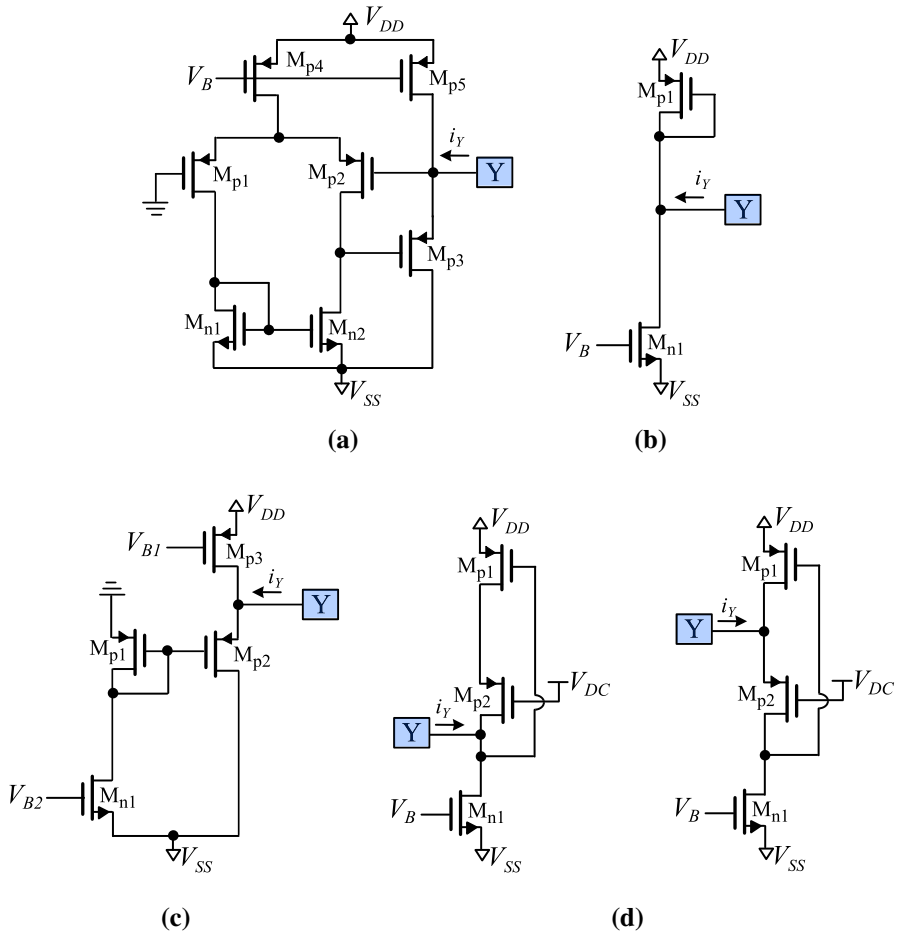 V_DD
V_B
M_p4
M_p5
i_Y
Y
M_p1
M_p2
M_p3
M_n1
M_n2
V_SS
(a)
V_DD
M_p1
i_Y
Y
V_B
M_n1
V_SS
(b)
V_DD
V_B1
M_p3
i_Y
Y
M_p1
M_p2
V_B2
M_n1
V_SS
(c)
V_DD
M_p1
M_p2
V_DC
i_Y
Y
V_B
M_n1
V_SS
V_DD
M_p1
i_Y
Y
M_p2
V_DC
V_B
M_n1
V_SS
(d)